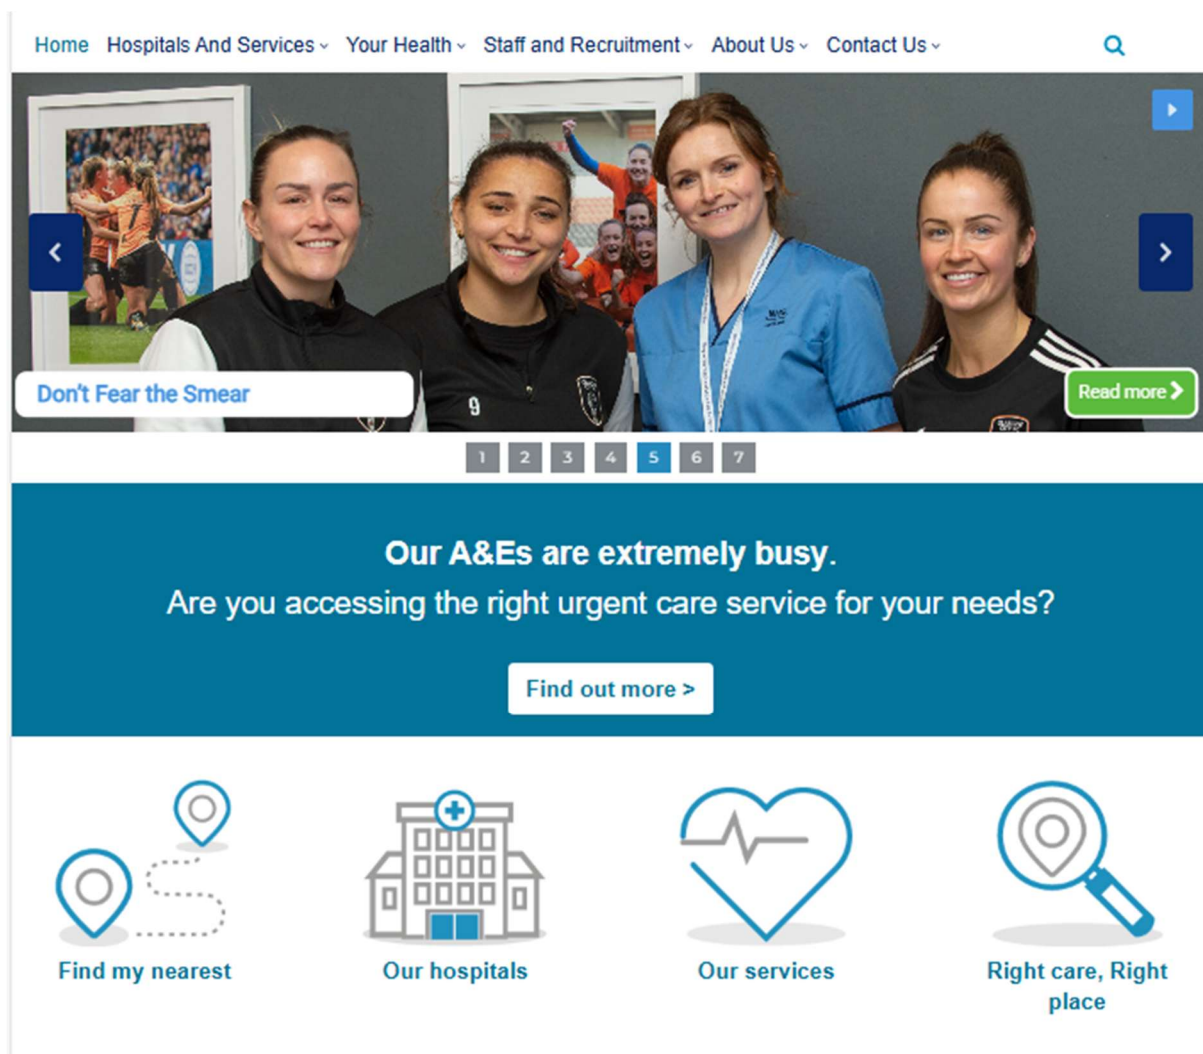 Home Hospitals And Services Your Health Staff and Recruitment About Us Contact Us
7
Don't Fear the Smear
9
Read more
1 2 3 4 5 6 7
Our A&Es are extremely busy.
Are you accessing the right urgent care service for your needs?
Find out more >
Find my nearest
Our hospitals
Our services
Right care, Right
place